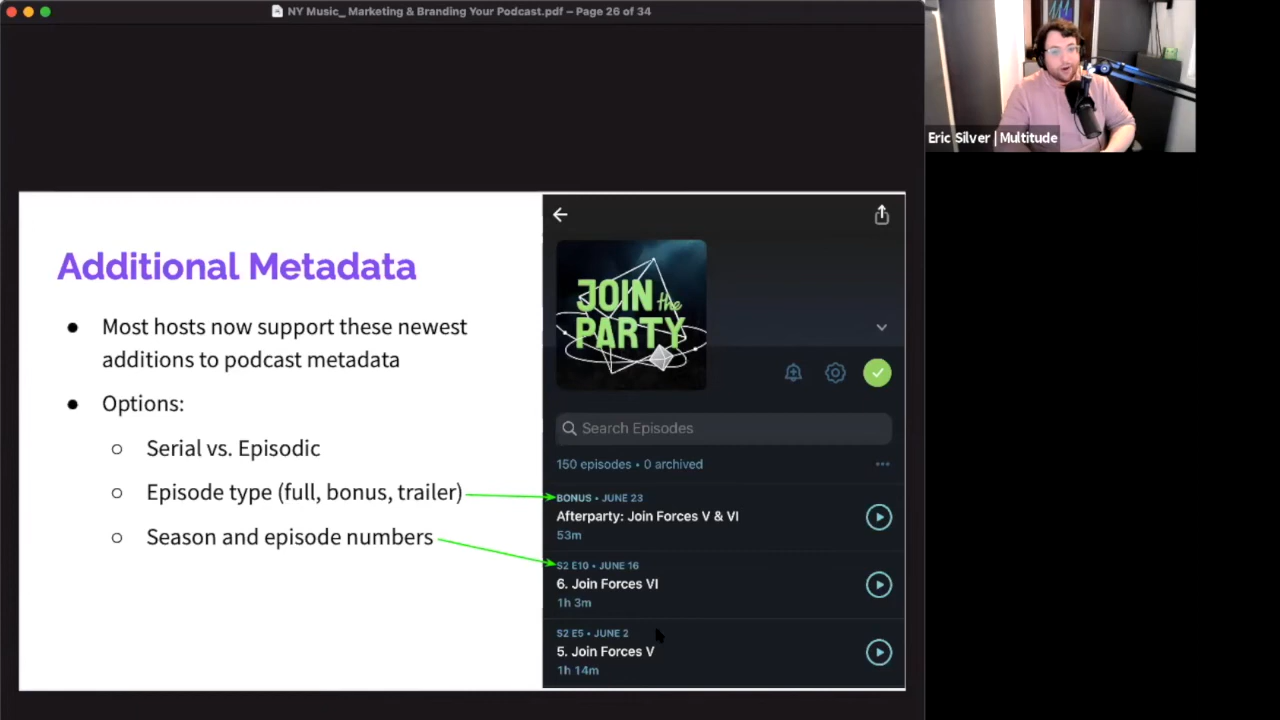 NY Music_ Marketing & Branding Your Podcast.pdf – Page 26 of 34
Eric Silver | Multitude
Additional Metadata
● Most hosts now support these newest
additions to podcast metadata
● Options:
○ Serial vs. Episodic
○ Episode type (full, bonus, trailer)
○ Season and episode numbers
JOIN the
PARTY
Search Episodes
150 episodes • 0 archived
BONUS • JUNE 23
Afterparty: Join Forces V & VI
53m
S2 E10 • JUNE 16
6. Join Forces VI
1h 3m
S2 E5 • JUNE 2
5. Join Forces V
1h 14m